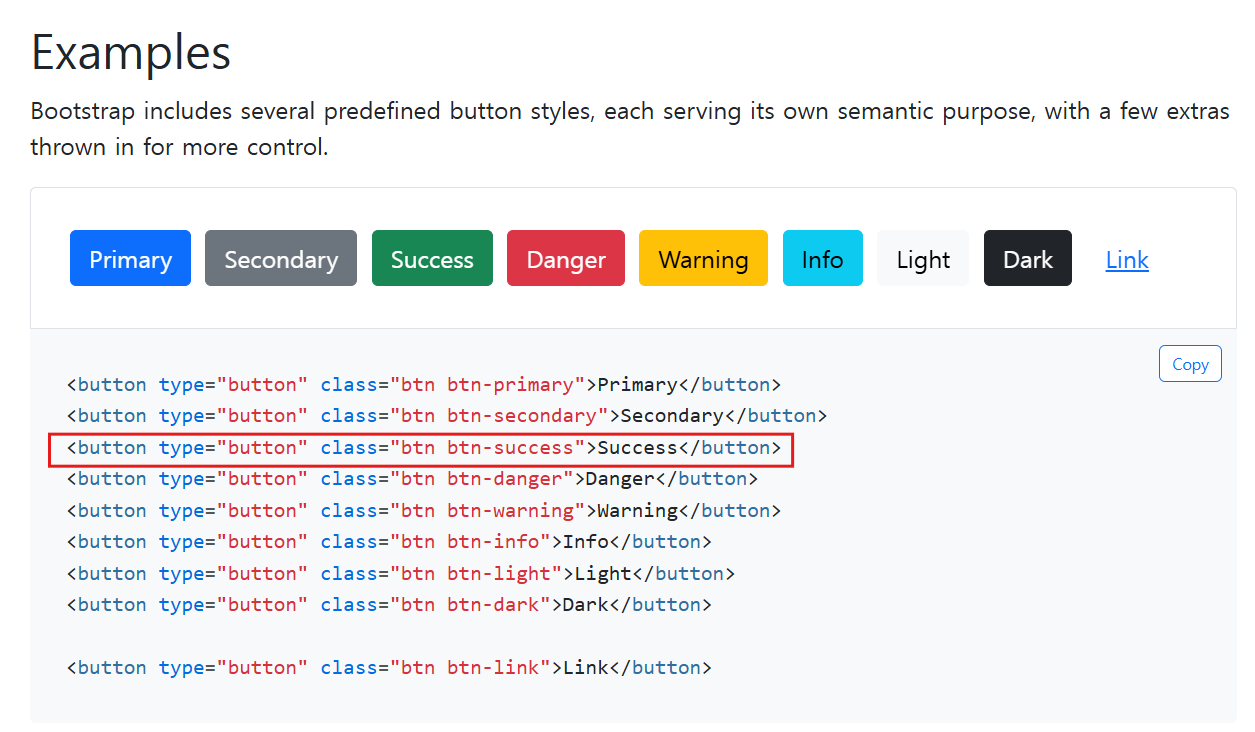 Examples
Bootstrap includes several predefined button styles, each serving its own semantic purpose, with a few extras
thrown in for more control.
Primary Secondary Success Danger Warning Info Light Dark Link
Copy
<button type="button" class="btn btn-primary">Primary</button>
<button type="button" class="btn btn-secondary">Secondary</button>
<button type="button" class="btn btn-success">Success</button>
<button type="button" class="btn btn-danger">Danger</button>
<button type="button" class="btn btn-warning">Warning</button>
<button type="button" class="btn btn-info">Info</button>
<button type="button" class="btn btn-light">Light</button>
<button type="button" class="btn btn-dark">Dark</button>
<button type="button" class="btn btn-link">Link</button>